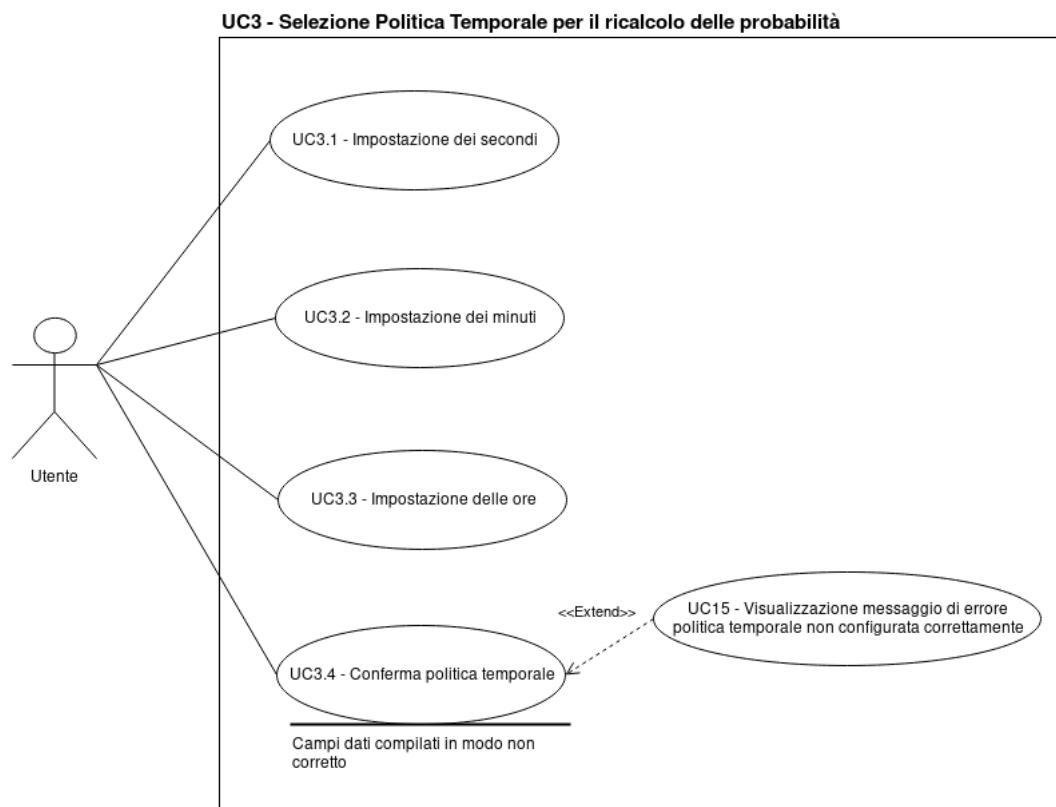 UC3 - Selezione Politica Temporale per il ricalcolo delle probabilità
UC3.1 - Impostazione dei secondi
UC3.2 - Impostazione dei minuti
Utente
UC3.3 - Impostazione delle ore
<<Extend>>
UC15 - Visualizzazione messaggio di errore
politica temporale non configurata correttamente
UC3.4 - Conferma politica temporale
Campi dati compilati in modo non
corretto